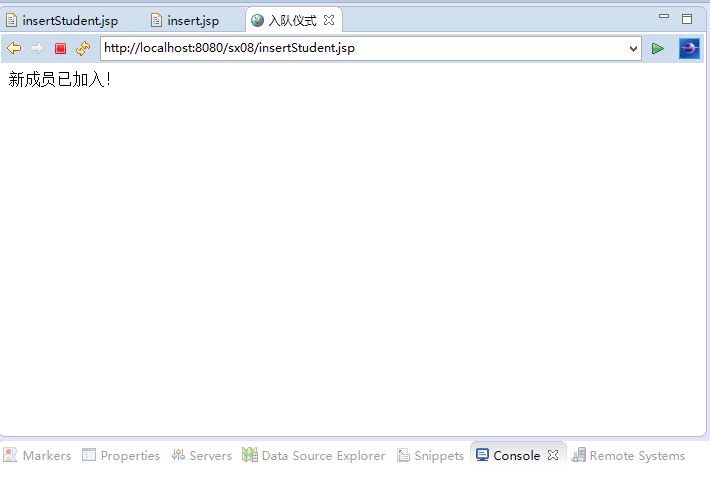 insertStudent.jsp insert.jsp 入队仪式
http://localhost:8080/sx08/insertStudent.jsp
新成员已加入！
Markers Properties Servers Data Source Explorer Snippets Console Remote Systems